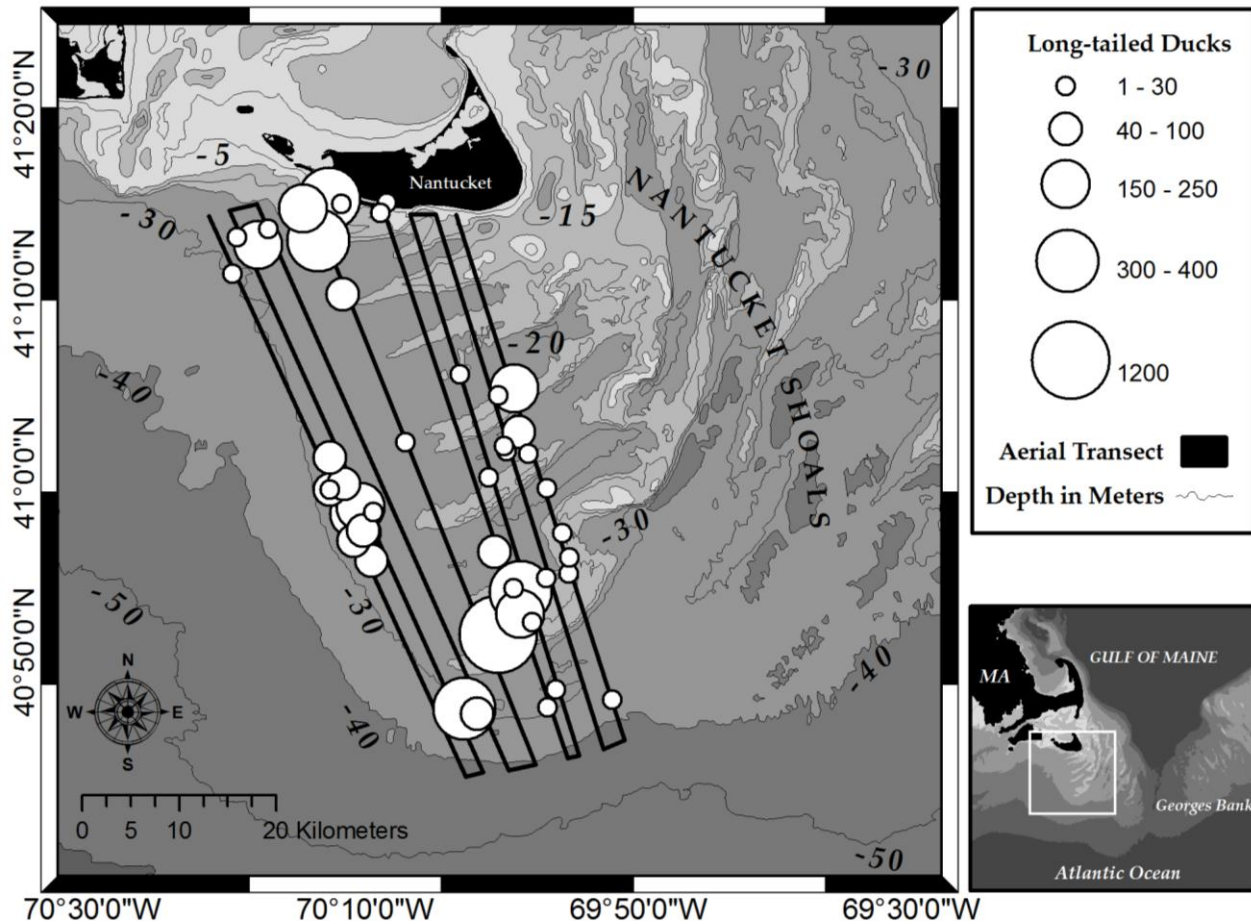 41°20'0"N
41°10'0"N
41°0'0"N
40°50'0"N
70°30'0"W
70°10'0"W
69°50'0"W
69°30'0"W
-30
-5
Nantucket
-30
-15
NANTUCKET SHOALS
-20
-40
-30
-50
-30
-40
-40
-50
N
W
E
S
0 5 10 20 Kilometers
Long-tailed Ducks
1 - 30
40 - 100
150 - 250
300 - 400
1200
Aerial Transect
Depth in Meters
MA
GULF OF MAINE
Georges Bank
Atlantic Ocean